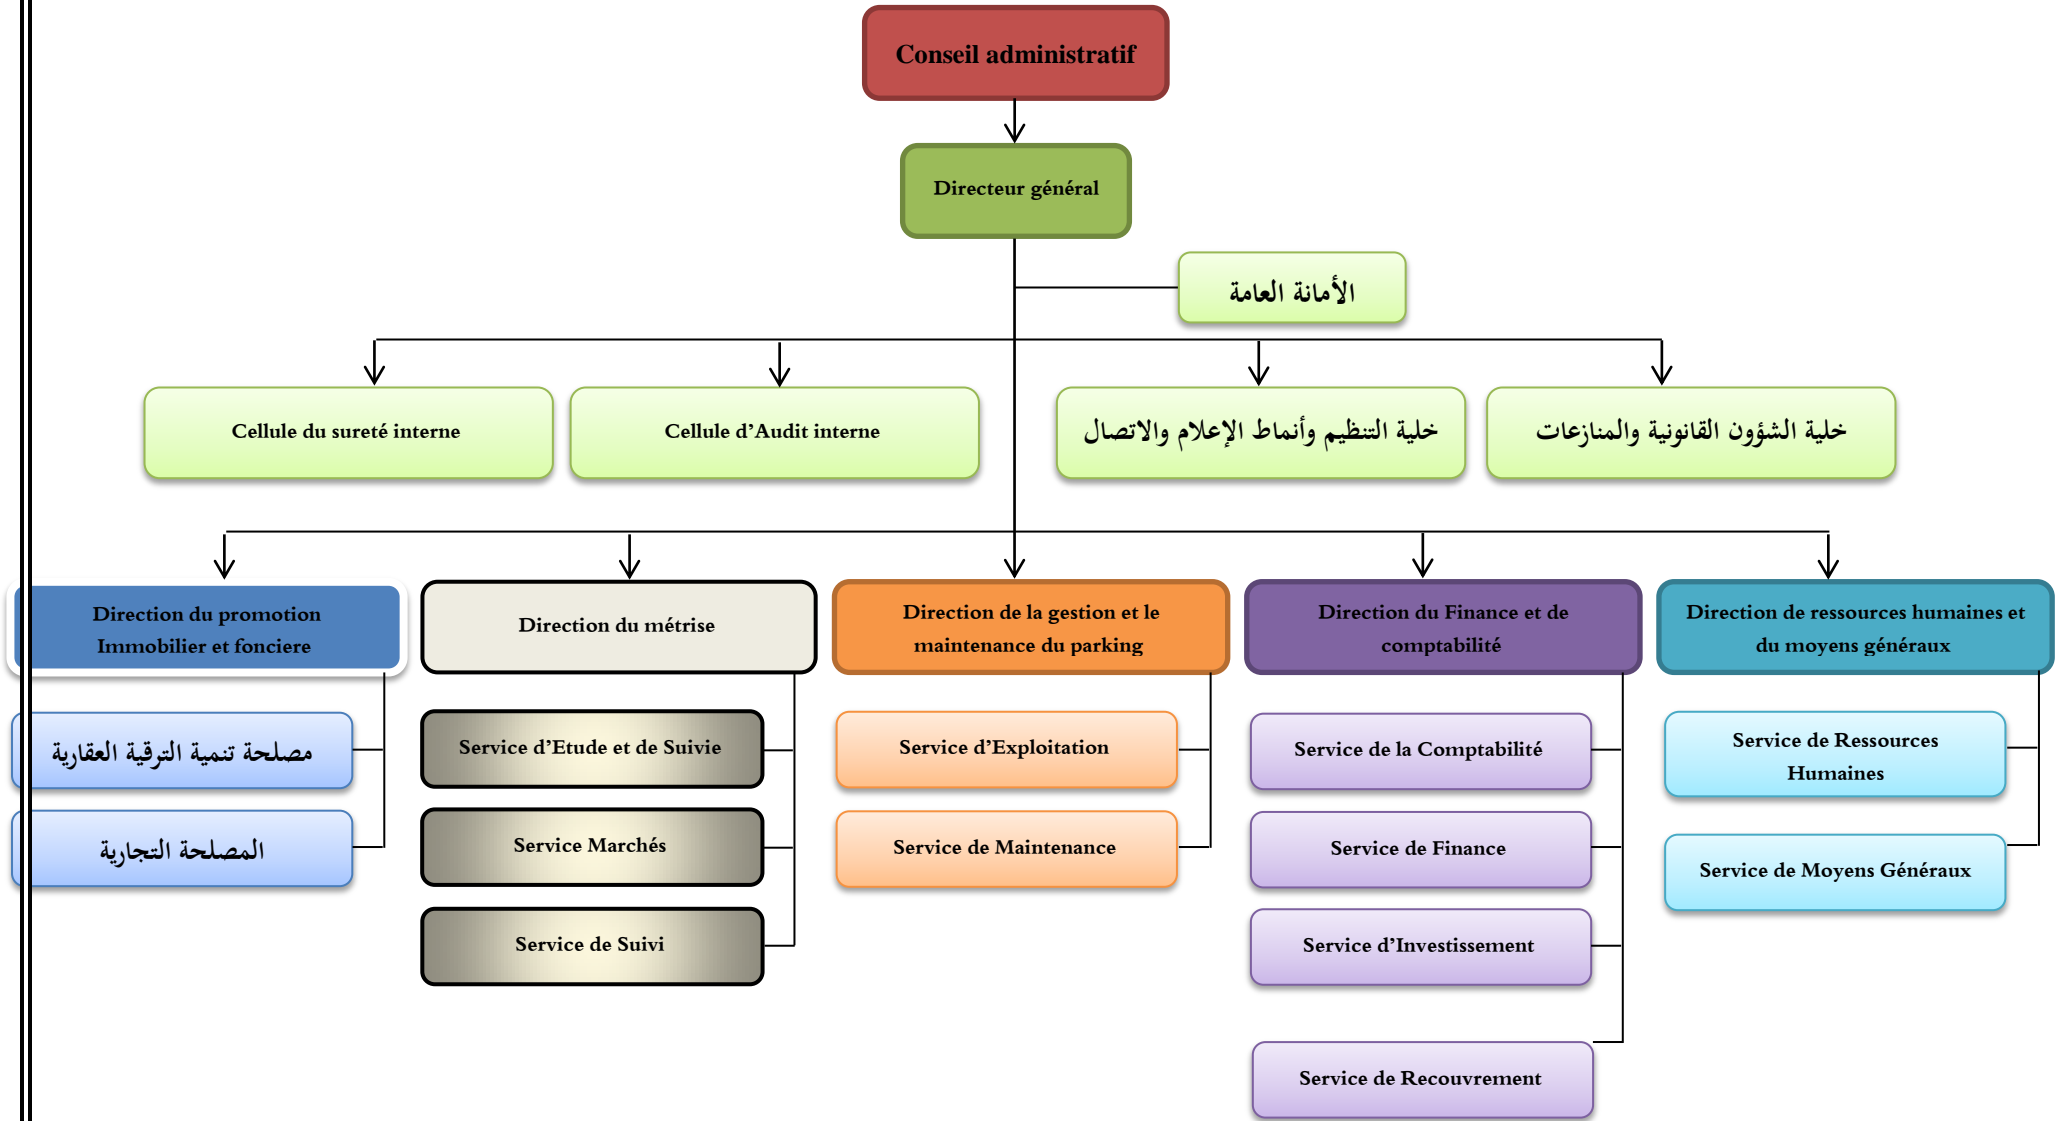 Conseil administratif
Directeur général
الأمانة العامة
Cellule du sureté interne
Cellule d’Audit interne
خلية التنظيم وأنماط الإعلام والاتصال
خلية الشؤون القانونية والمنازعات
Direction du promotion
Immobilier et fonciere
Direction du métrise
Direction de la gestion et le
maintenance du parking
Direction du Finance et de
comptabilité
Direction de ressources humaines et
du moyens généraux
مصلحة تنمية الترقية العقارية
المصلحة التجارية
Service d’Etude et de Suivie
Service Marchés
Service de Suivi
Service d’Exploitation
Service de Maintenance
Service de la Comptabilité
Service de Finance
Service d’Investissement
Service de Recouvrement
Service de Ressources
Humaines
Service de Moyens Généraux